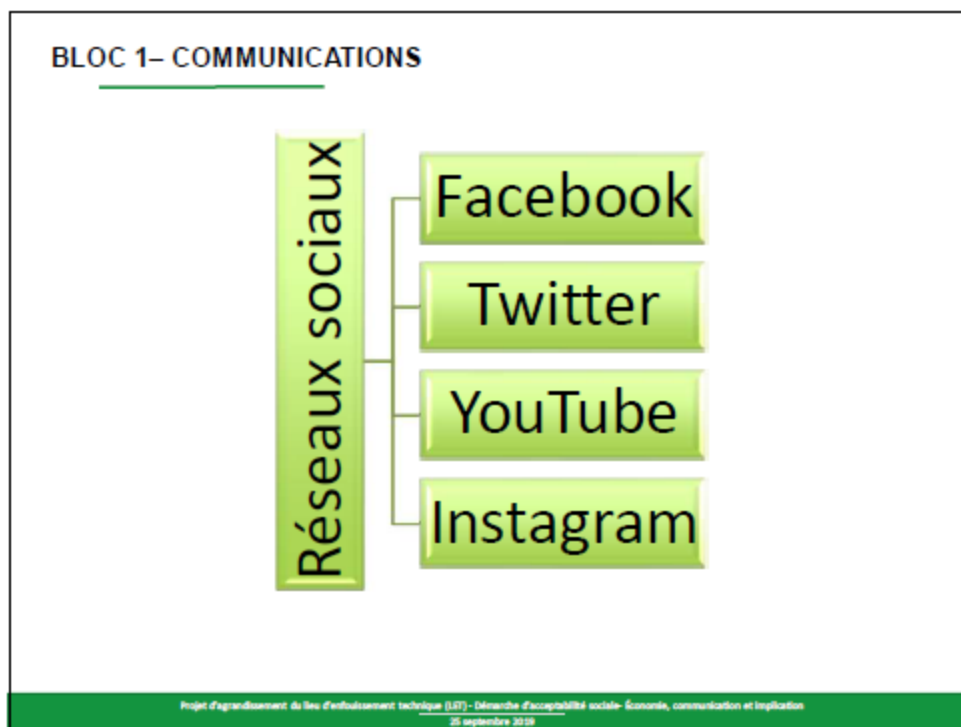 BLOC 1– COMMUNICATIONS
Réseaux sociaux
Facebook
Twitter
YouTube
Instagram
Projet d'agrandissement du lieu d'enfouissement technique (LET) - Démarche d'acceptabilité sociale- Économie, communication et implication
25 septembre 2019